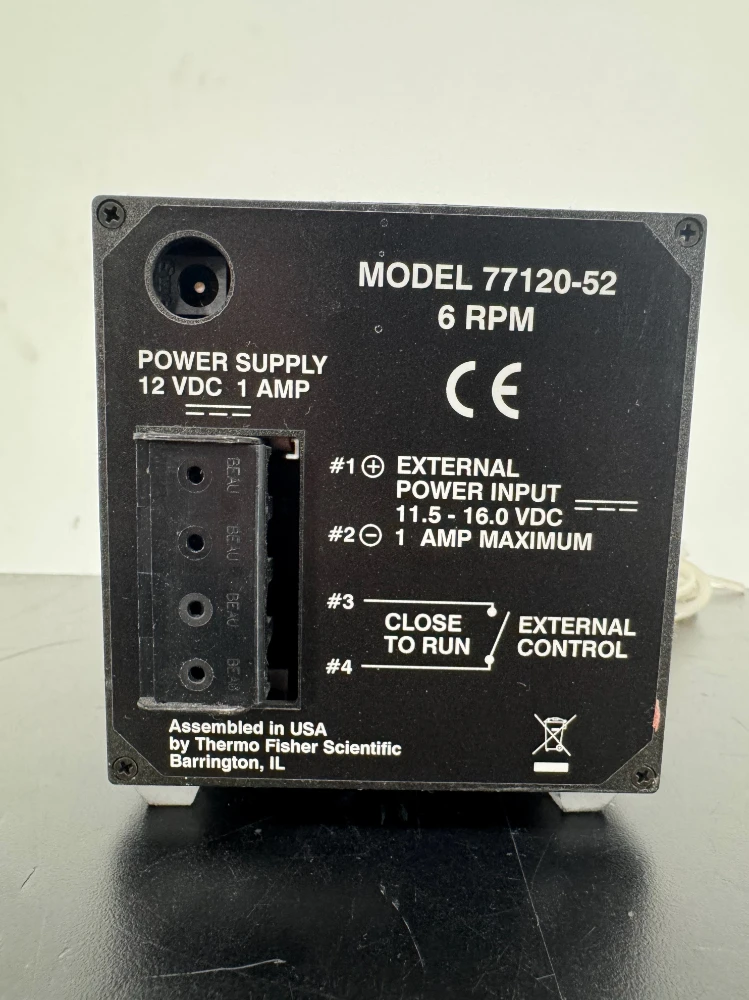 MODEL 77120-52
6 RPM
POWER SUPPLY
12 VDC 1 AMP
CE
BEAU
BEAU
BEAU
BEAU
#1 ⊕ EXTERNAL
POWER INPUT
11.5 - 16.0 VDC
#2 ⊖ 1 AMP MAXIMUM
#3
CLOSE
TO RUN
EXTERNAL
CONTROL
#4
Assembled in USA
by Thermo Fisher Scientific
Barrington, IL